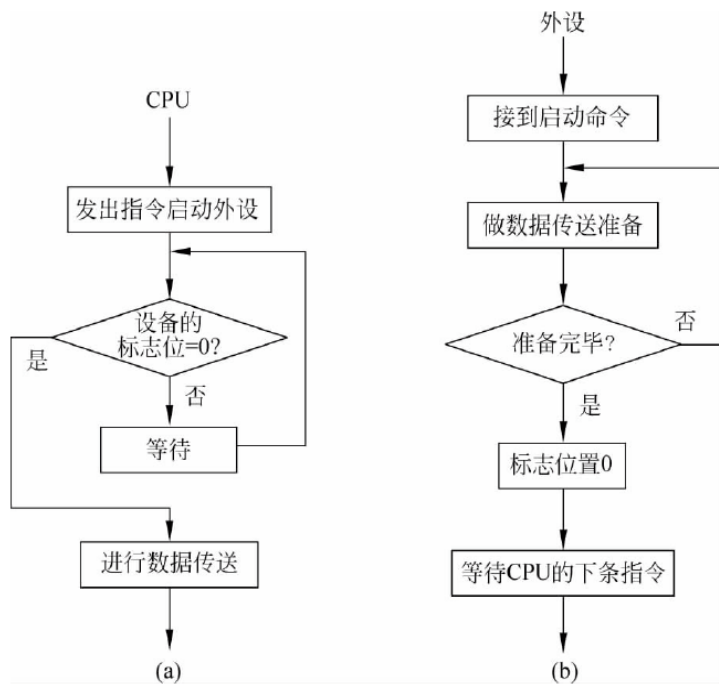 CPU
发出指令启动外设
设备的
标志位=0?
是
否
等待
进行数据传送
(a)
外设
接到启动命令
做数据传送准备
准备完毕?
否
是
标志位置0
等待CPU的下条指令
(b)